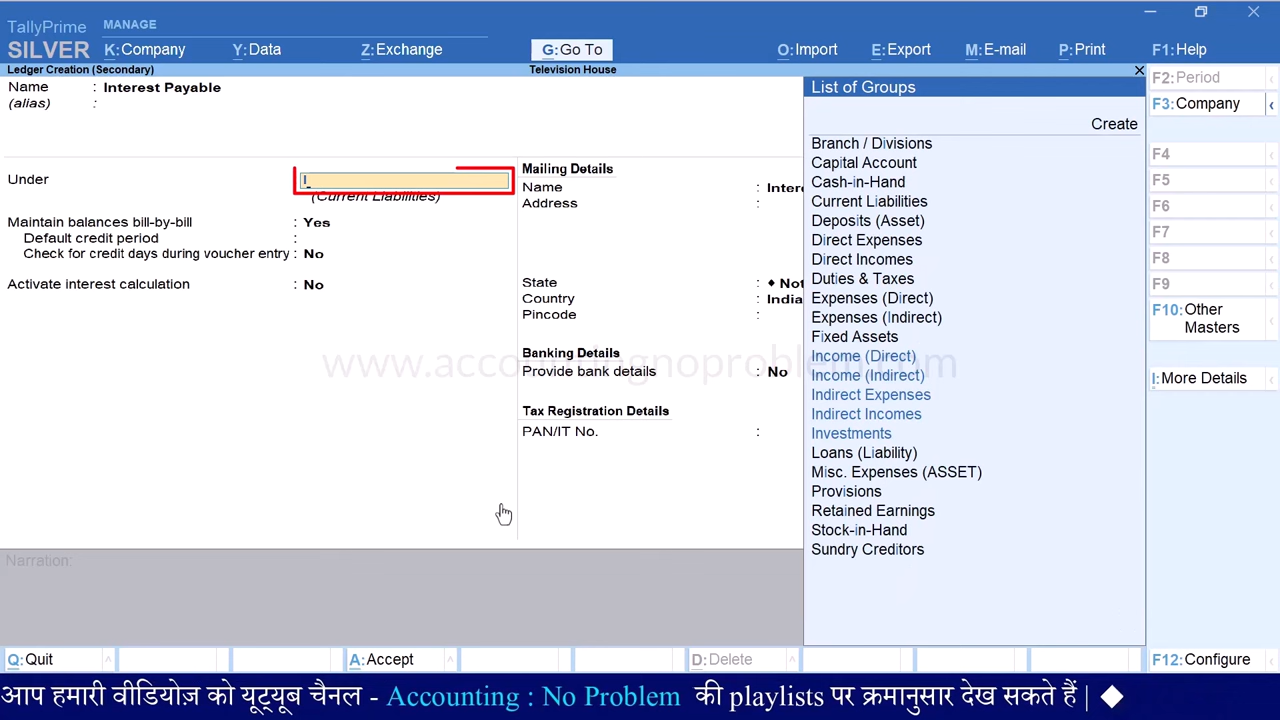 TallyPrime
MANAGE
SILVER
K:Company
Y:Data
Z:Exchange
G:Go To
O:Import
E:Export
M:E-mail
P:Print
F1:Help
Ledger Creation (Secondary)
Television House
Name : Interest Payable
(alias) :
Under
I
(Current Liabilities)
Maintain balances bill-by-bill : Yes
Default credit period :
Check for credit days during voucher entry : No
Activate interest calculation : No
Mailing Details
Name : Inter
Address :
State : ♦ Not
Country : India
Pincode :
Banking Details
Provide bank details : No
Tax Registration Details
PAN/IT No. :
List of Groups
Create
Branch / Divisions
Capital Account
Cash-in-Hand
Current Liabilities
Deposits (Asset)
Direct Expenses
Direct Incomes
Duties & Taxes
Expenses (Direct)
Expenses (Indirect)
Fixed Assets
Income (Direct)
Income (Indirect)
Indirect Expenses
Indirect Incomes
Investments
Loans (Liability)
Misc. Expenses (ASSET)
Provisions
Retained Earnings
Stock-in-Hand
Sundry Creditors
F2:Period
F3:Company
F4
F5
F6
F7
F8
F9
F10:Other
Masters
I:More Details
www.accountingnoproblem.com
Narration:
Q:Quit
A:Accept
D:Delete
F12:Configure
आप हमारी वीडियोज़ को यूट्यूब चैनल - Accounting : No Problem की playlists पर क्रमानुसार देख सकते हैं | ◆